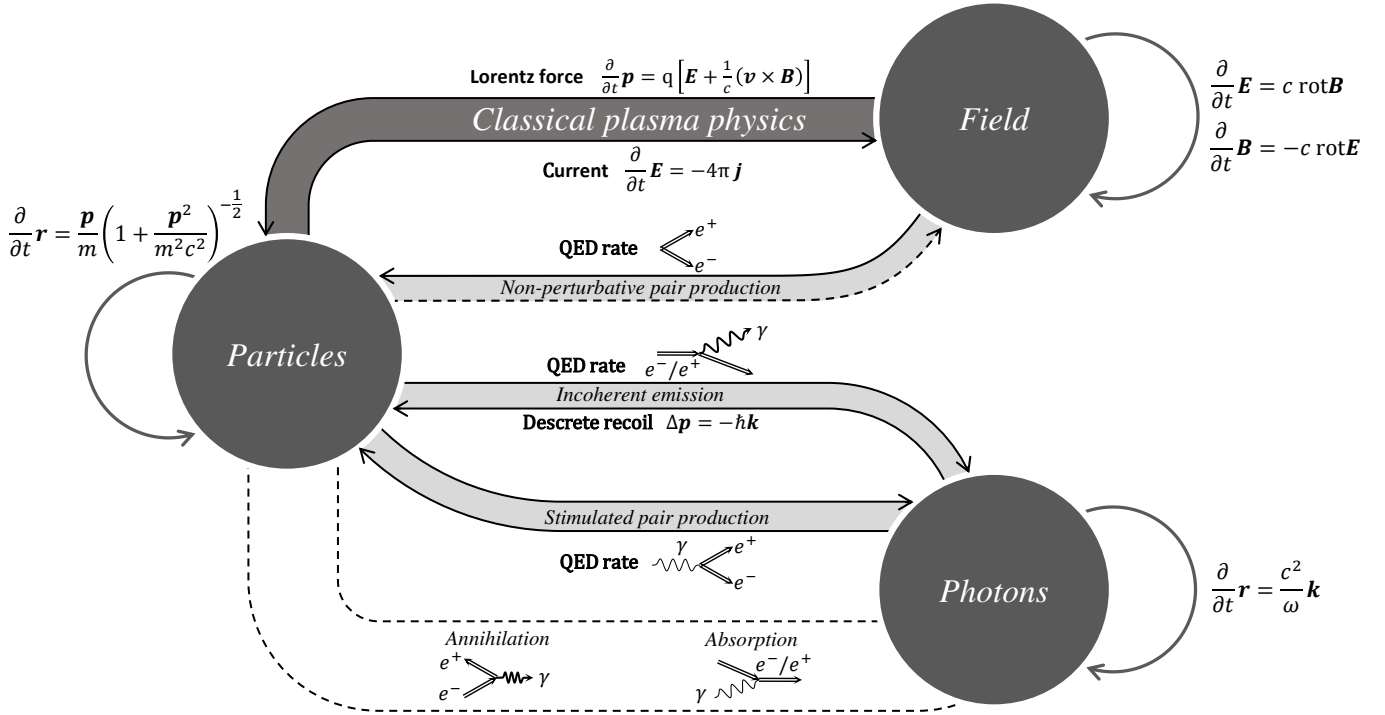 Lorentz force ∂/∂t 𝒑 = q[𝑬 + 1/c (𝒗 × 𝑩)]
Classical plasma physics
Current ∂/∂t 𝑬 = −4π 𝒋
Field
∂/∂t 𝑬 = c rot𝑩
∂/∂t 𝑩 = −c rot𝑬
∂/∂t 𝒓 = 𝒑/m (1 + 𝒑²/m²c²)^(−1/2)
QED rate e⁺ e⁻
Non-perturbative pair production
Particles
QED rate e⁻/e⁺ γ
Incoherent emission
Descrete recoil Δ𝒑 = −ℏ𝒌
Stimulated pair production
QED rate γ e⁺ e⁻
Photons
∂/∂t 𝒓 = c²/ω 𝒌
Annihilation
e⁺ e⁻ γ
Absorption
e⁻/e⁺ γ